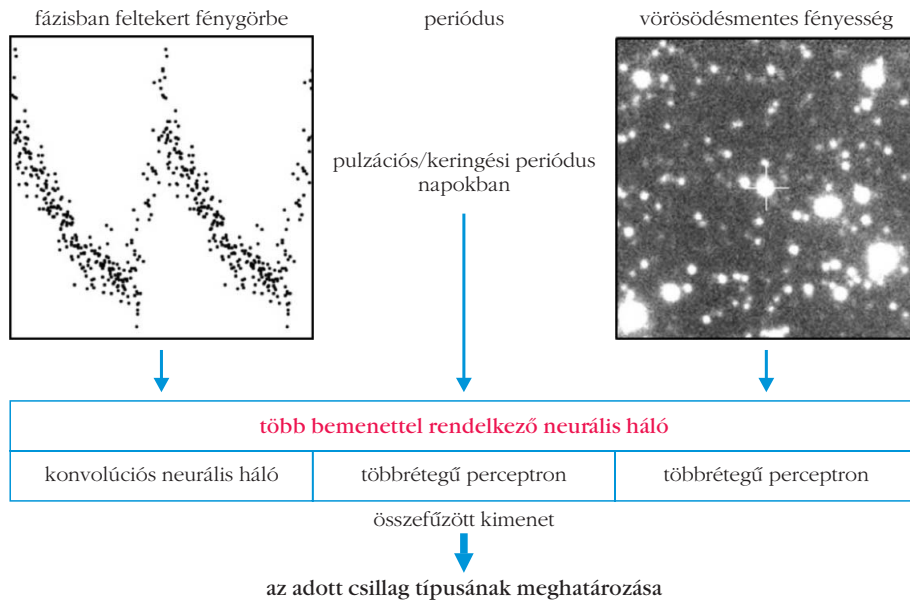 fázisban feltekert fénygörbe
periódus
vörösödésmentes fényesség
pulzációs/keringési periódus
napokban
több bemenettel rendelkező neurális háló
konvolúciós neurális háló
többrétegű perceptron
többrétegű perceptron
összefűzött kimenet
az adott csillag típusának meghatározása